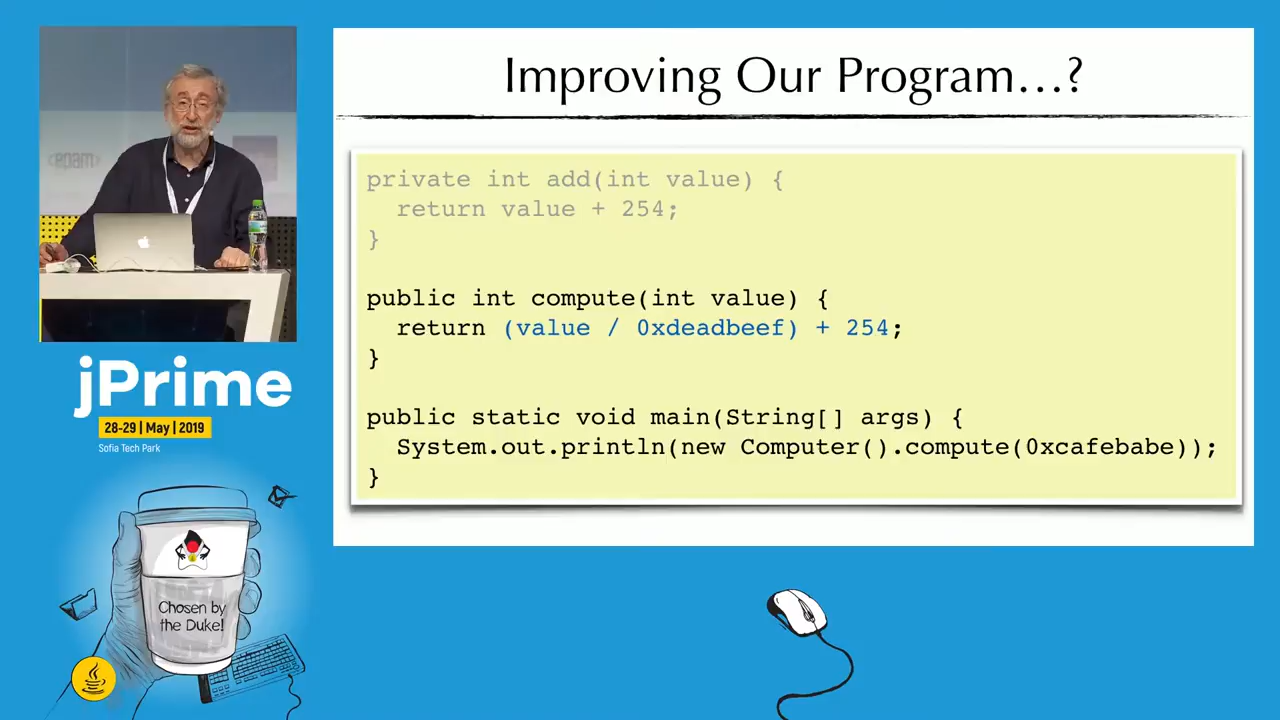 Improving Our Program...?
epam
private int add(int value) {
  return value + 254;
}
public int compute(int value) {
  return (value / 0xdeadbeef) + 254;
}
public static void main(String[] args) {
  System.out.println(new Computer().compute(0xcafebabe));
}
jPrime
28-29 | May | 2019
Sofia Tech Park
Chosen by
the Duke!